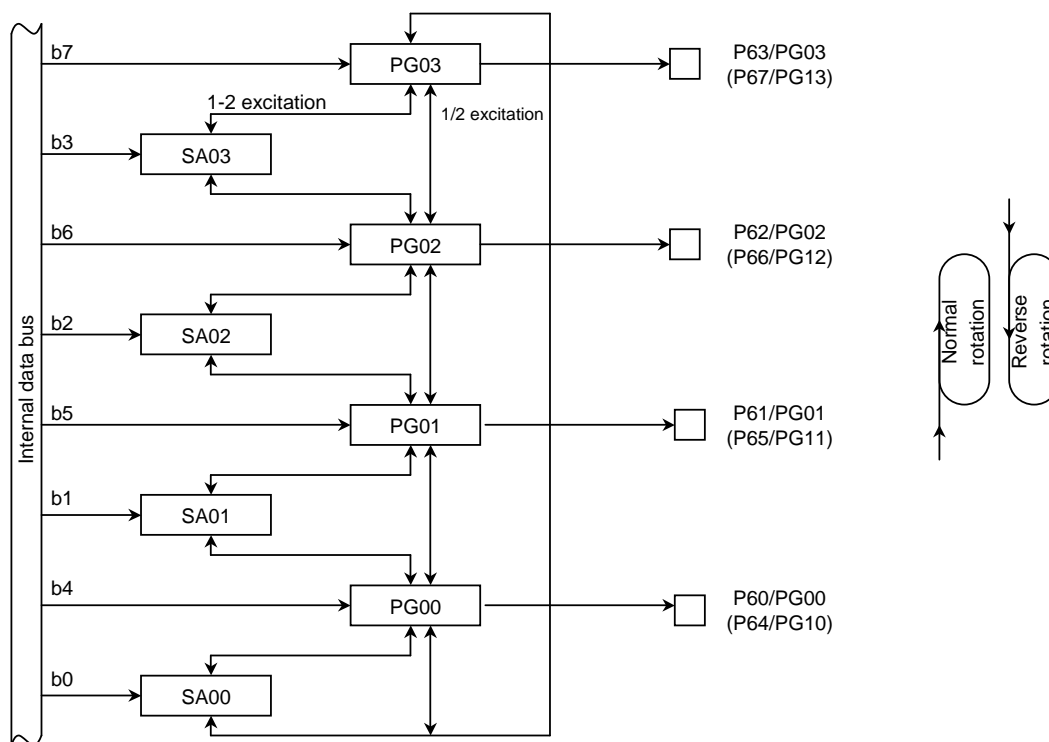 b7
PG03
P63/PG03
(P67/PG13)
1-2 excitation
1/2 excitation
b3
SA03
b6
PG02
P62/PG02
(P66/PG12)
b2
SA02
Internal data bus
Normal
rotation
Reverse
rotation
b5
PG01
P61/PG01
(P65/PG11)
b1
SA01
b4
PG00
P60/PG00
(P64/PG10)
b0
SA00